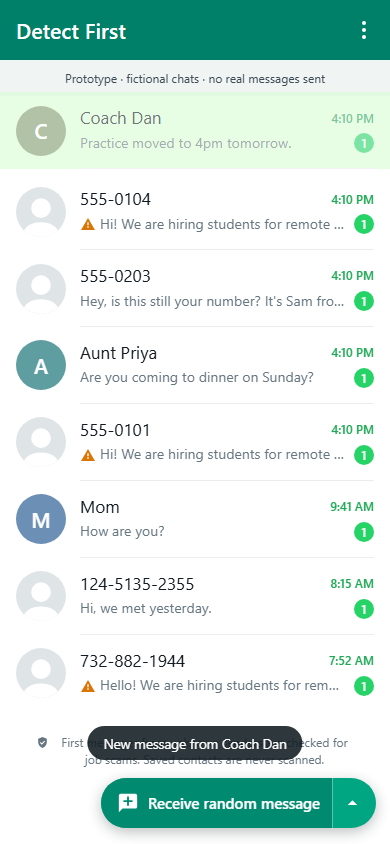 Detect First
Prototype · fictional chats · no real messages sent
C
Coach Dan
4:10 PM
Practice moved to 4pm tomorrow.
1
555-0104
4:10 PM
Hi! We are hiring students for remote ...
1
555-0203
4:10 PM
Hey, is this still your number? It's Sam fro...
1
A
Aunt Priya
4:10 PM
Are you coming to dinner on Sunday?
1
555-0101
4:10 PM
Hi! We are hiring students for remote ...
1
M
Mom
9:41 AM
How are you?
1
124-5135-2355
8:15 AM
Hi, we met yesterday.
1
732-882-1944
7:52 AM
Hello! We are hiring students for rem...
1
First checked for
New message from Coach Dan
job scams. Saved contacts are never scanned.
Receive random message